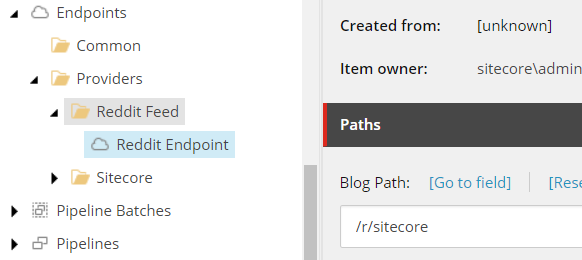 Endpoints
Common
Providers
Reddit Feed
Reddit Endpoint
Sitecore
Pipeline Batches
Pipelines
Created from: [unknown]
Item owner: sitecore\admin
Paths
Blog Path: [Go to field] [Rese
/r/sitecore